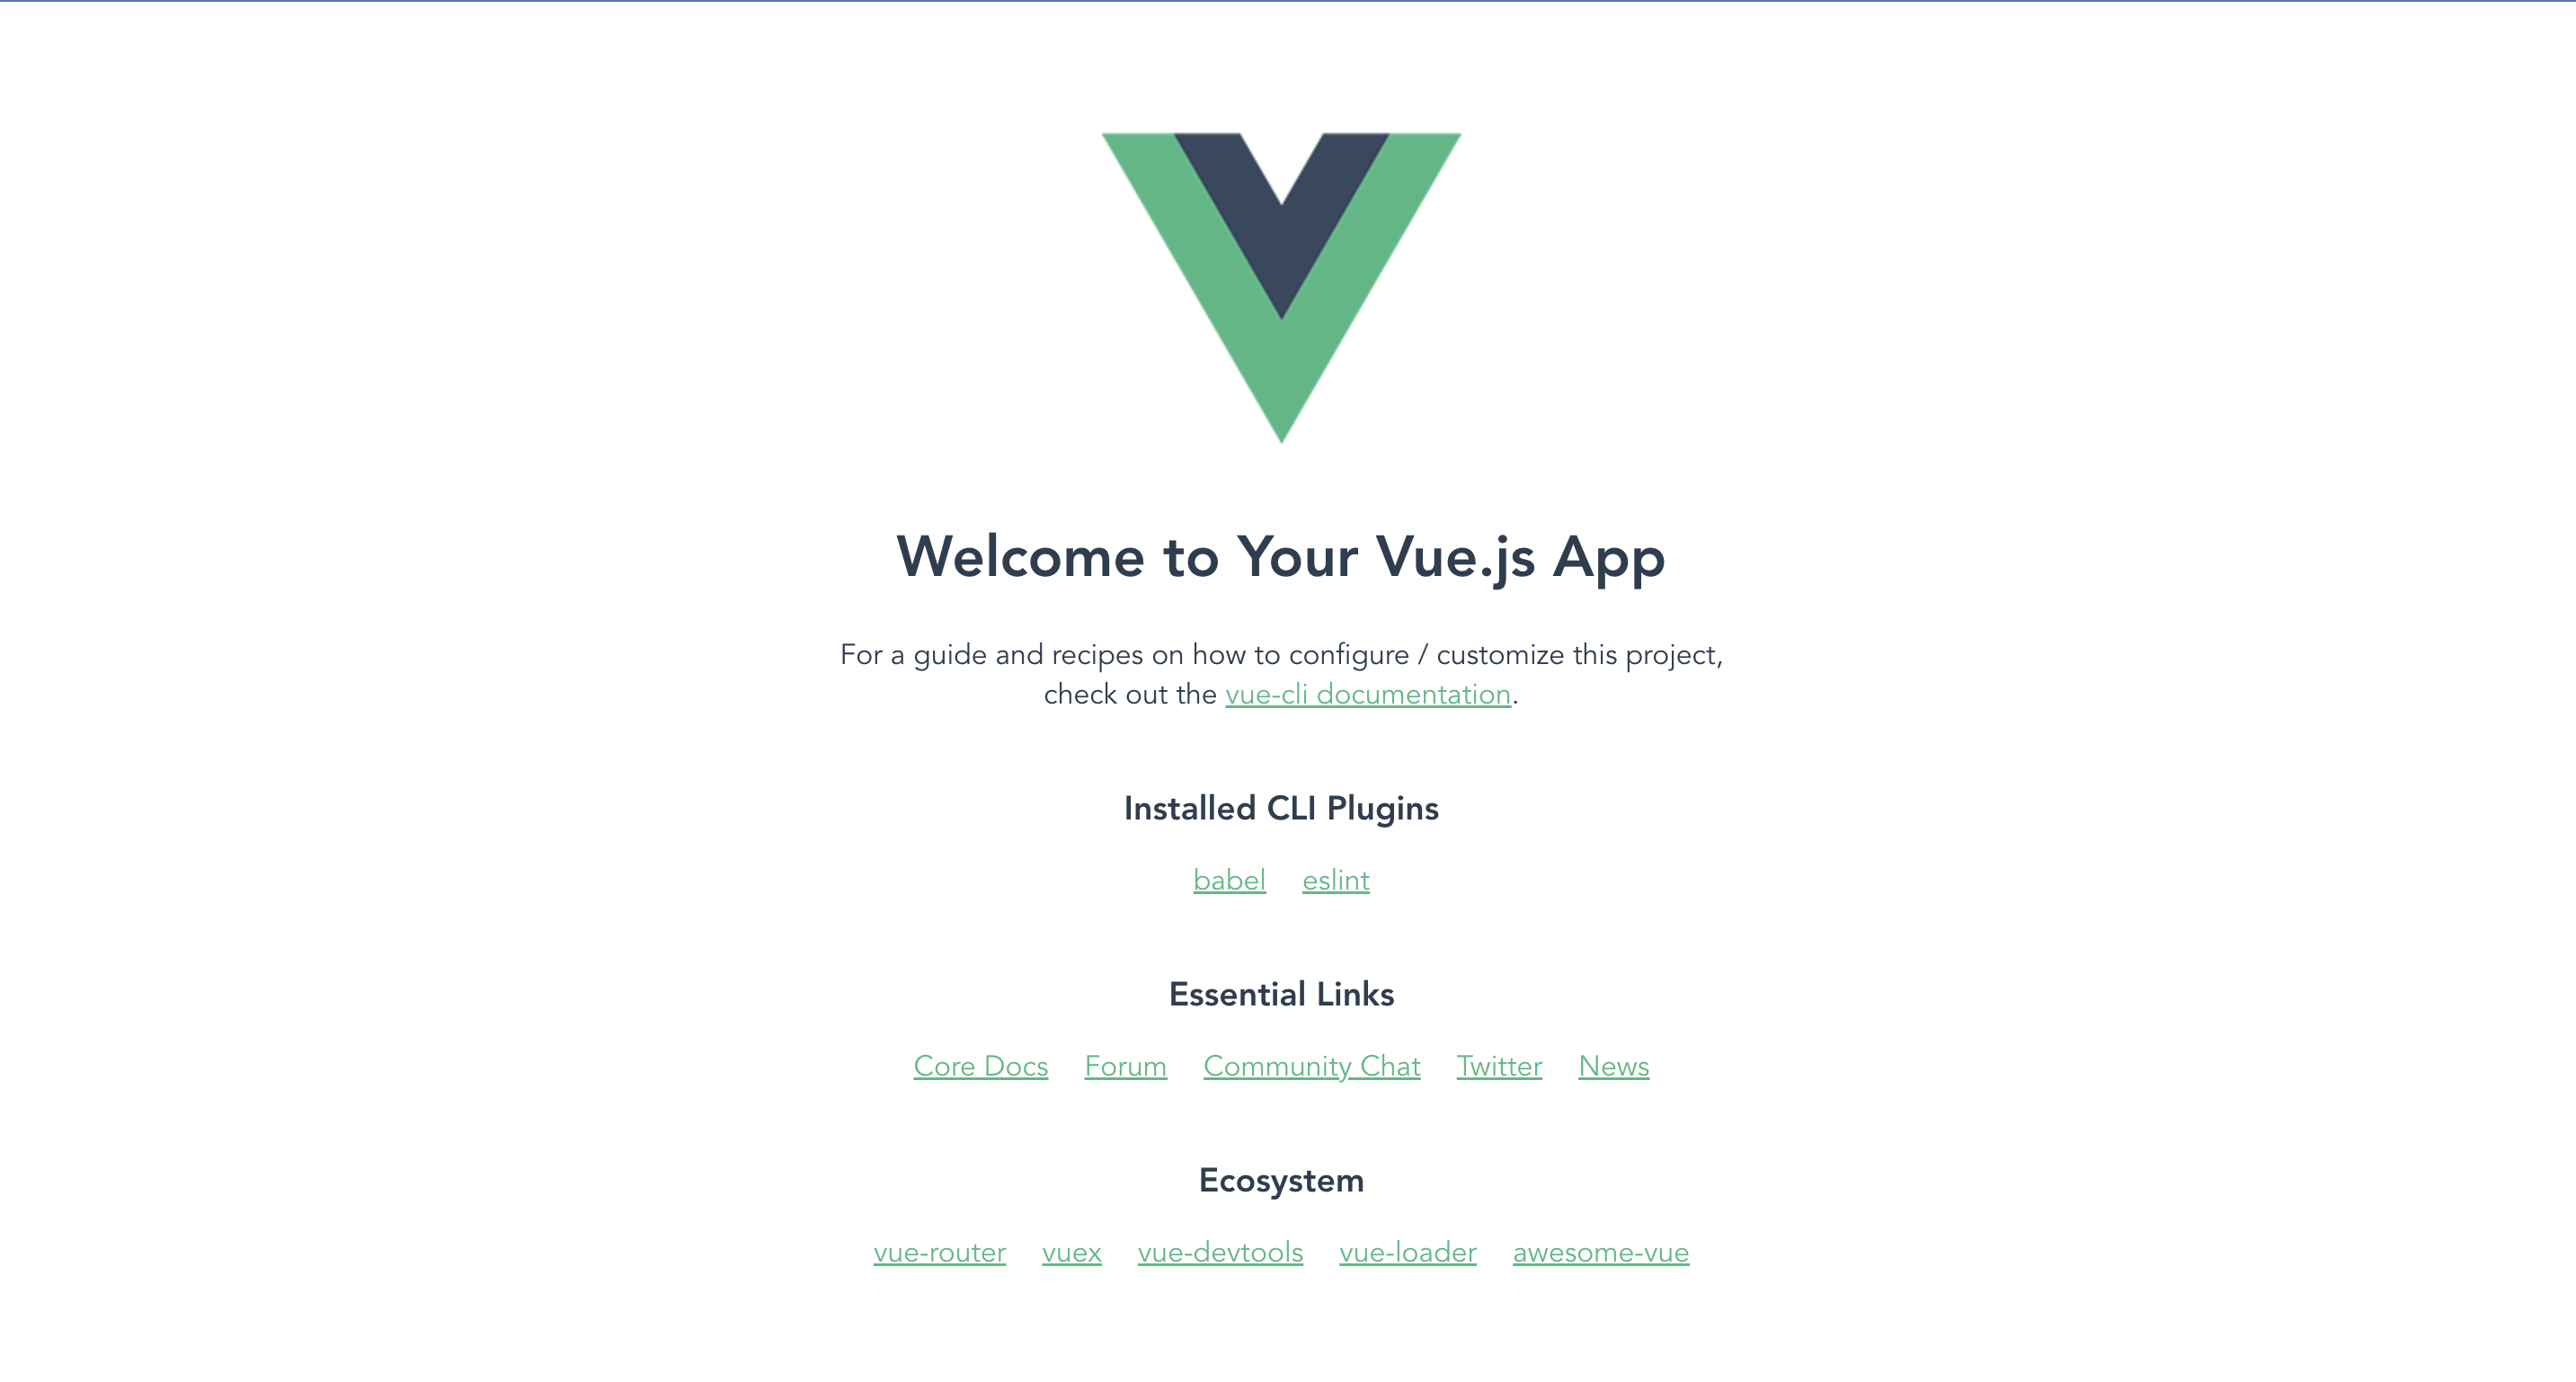 Welcome to Your Vue.js App
For a guide and recipes on how to configure / customize this project,
check out the vue-cli documentation.
Installed CLI Plugins
babel eslint
Essential Links
Core Docs Forum Community Chat Twitter News
Ecosystem
vue-router vuex vue-devtools vue-loader awesome-vue